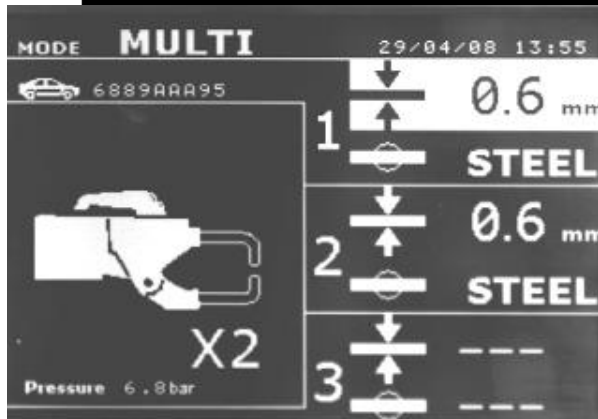 MODE MULTI 29/04/08 13:55
6889AAA95
1 0.6 mm
STEEL
2 0.6 mm
STEEL
X2
Pressure 6.8bar
3 ---
---